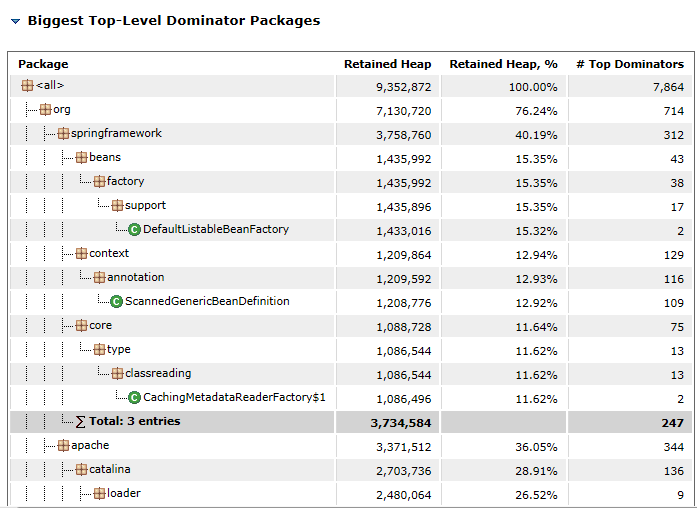 Biggest Top-Level Dominator Packages
Package Retained Heap Retained Heap, % # Top Dominators
<all> 9,352,872 100.00% 7,864
org 7,130,720 76.24% 714
springframework 3,758,760 40.19% 312
beans 1,435,992 15.35% 43
factory 1,435,992 15.35% 38
support 1,435,896 15.35% 17
C DefaultListableBeanFactory 1,433,016 15.32% 2
context 1,209,864 12.94% 129
annotation 1,209,592 12.93% 116
C ScannedGenericBeanDefinition 1,208,776 12.92% 109
core 1,088,728 11.64% 75
type 1,086,544 11.62% 13
classreading 1,086,544 11.62% 13
C CachingMetadataReaderFactory$1 1,086,496 11.62% 2
∑ Total: 3 entries 3,734,584 247
apache 3,371,512 36.05% 344
catalina 2,703,736 28.91% 136
loader 2,480,064 26.52% 9